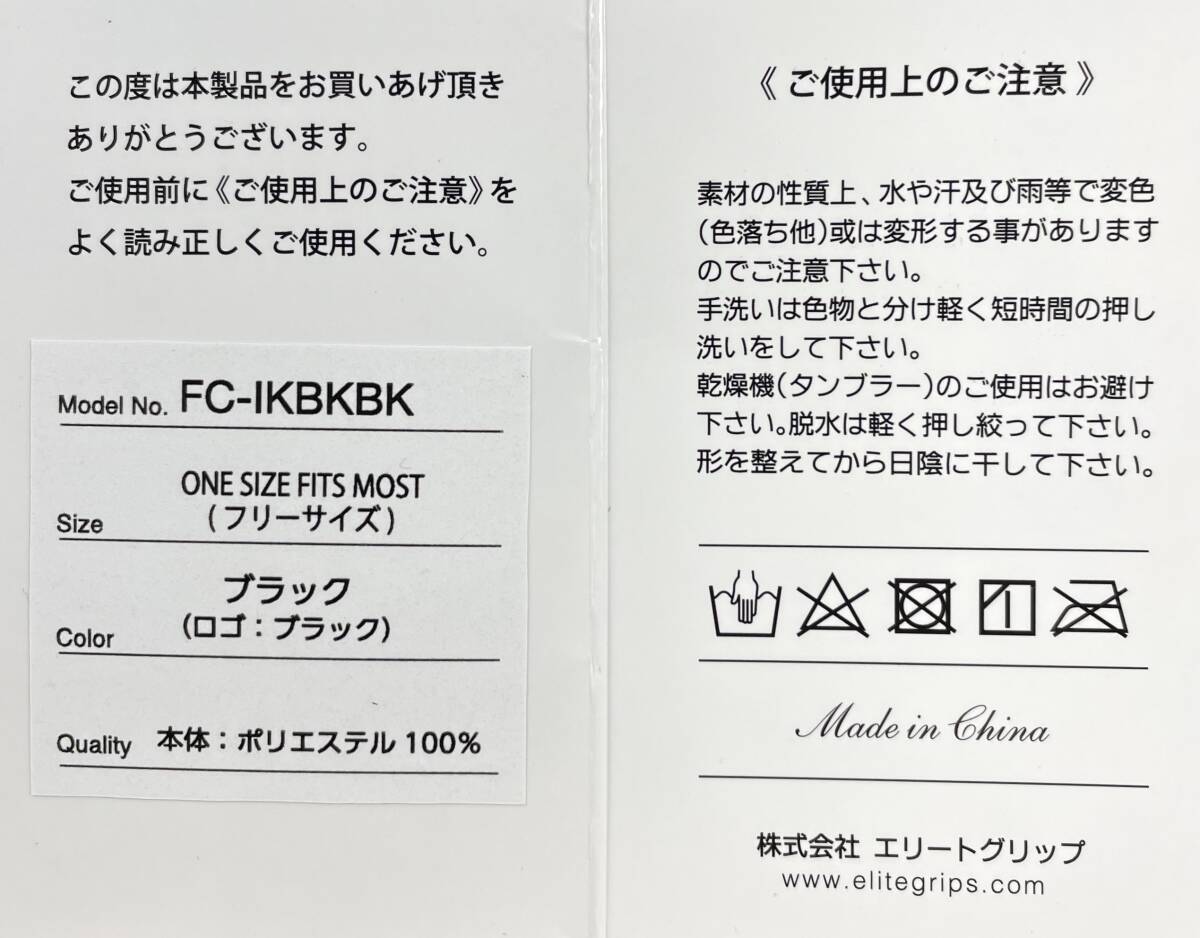 この度は本製品をお買いあげ頂き
ありがとうございます。
ご使用前に《ご使用上のご注意》を
よく読み正しくご使用ください。
Model No. FC-IKBKBK
ONE SIZE FITS MOST
Size (フリーサイズ)
ブラック
Color (ロゴ：ブラック)
Quality 本体：ポリエステル 100%
《 ご使用上のご注意 》
素材の性質上、水や汗及び雨等で変色
(色落ち他)或は変形する事があります
のでご注意下さい。
手洗いは色物と分け軽く短時間の押し
洗いをして下さい。
乾燥機(タンブラー)のご使用はお避け
下さい。脱水は軽く押し絞って下さい。
形を整えてから日陰に干して下さい。
Made in China
株式会社 エリートグリップ
www.elitegrips.com